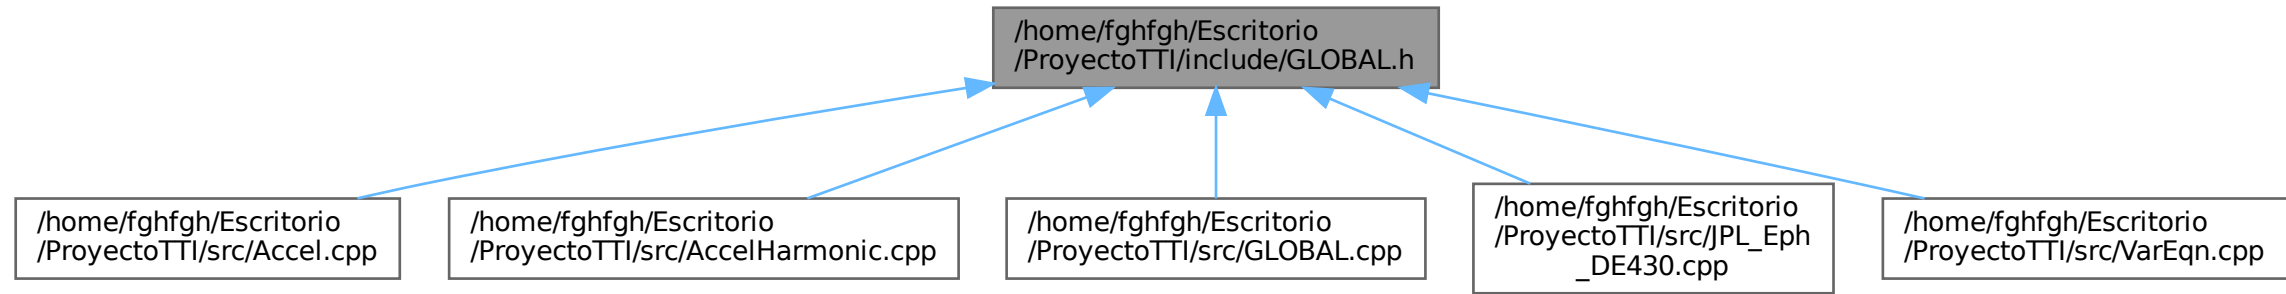 /home/fghfgh/Escritorio
/ProyectoTTI/include/GLOBAL.h
/home/fghfgh/Escritorio
/ProyectoTTI/src/Accel.cpp
/home/fghfgh/Escritorio
/ProyectoTTI/src/AccelHarmonic.cpp
/home/fghfgh/Escritorio
/ProyectoTTI/src/GLOBAL.cpp
/home/fghfgh/Escritorio
/ProyectoTTI/src/JPL_Eph
_DE430.cpp
/home/fghfgh/Escritorio
/ProyectoTTI/src/VarEqn.cpp